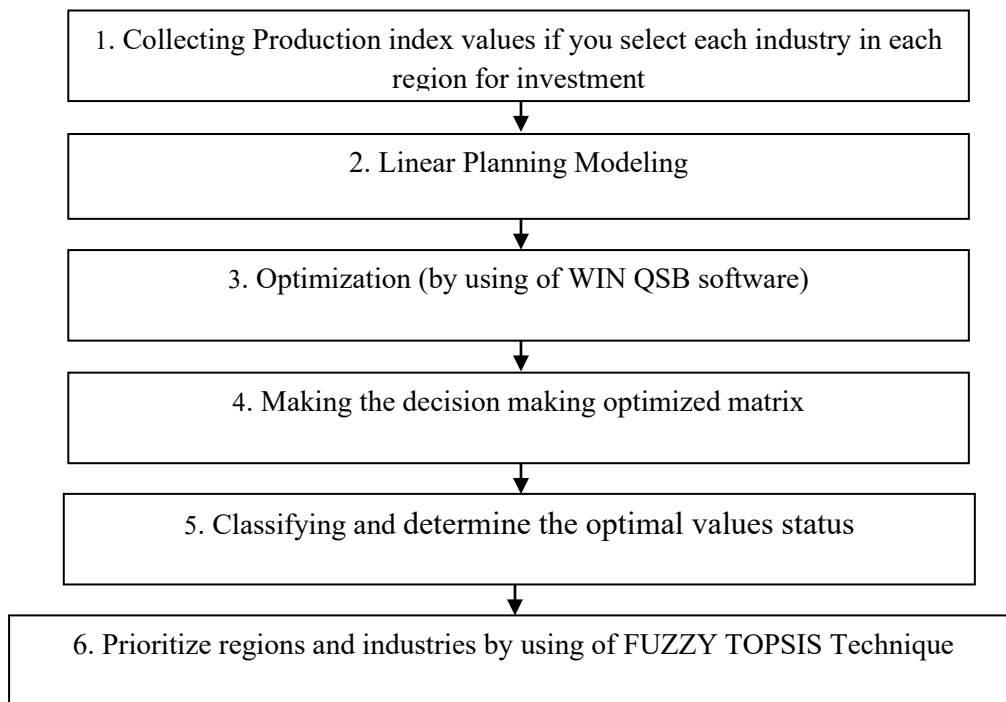 1. Collecting Production index values if you select each industry in each
region for investment
2. Linear Planning Modeling
3. Optimization (by using of WIN QSB software)
4. Making the decision making optimized matrix
5. Classifying and determine the optimal values status
6. Prioritize regions and industries by using of FUZZY TOPSIS Technique